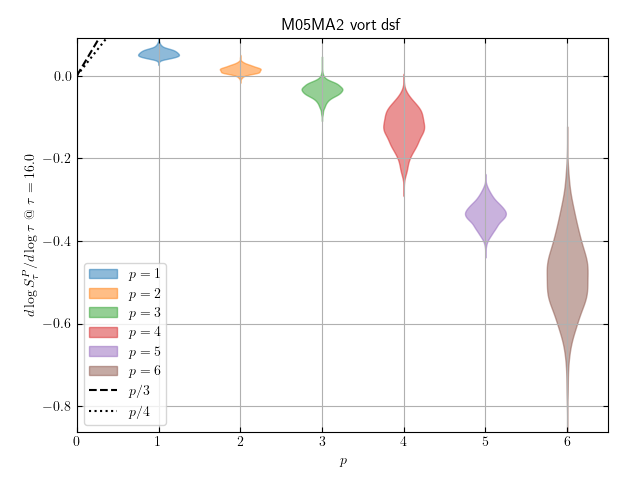 M05MA2 vort dsf
d log S_τ^P / d log τ @ τ = 16.0
0.0
−0.2
−0.4
−0.6
−0.8
p = 1
p = 2
p = 3
p = 4
p = 5
p = 6
p/3
p/4
0 1 2 3 4 5 6
p